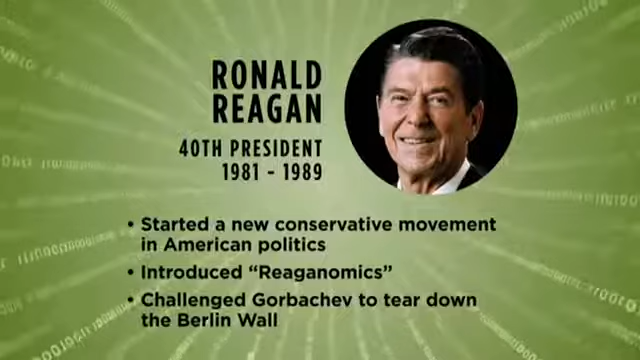 RONALD
REAGAN
40TH PRESIDENT
1981 - 1989
• Started a new conservative movement
in American politics
• Introduced “Reaganomics”
• Challenged Gorbachev to tear down
the Berlin Wall